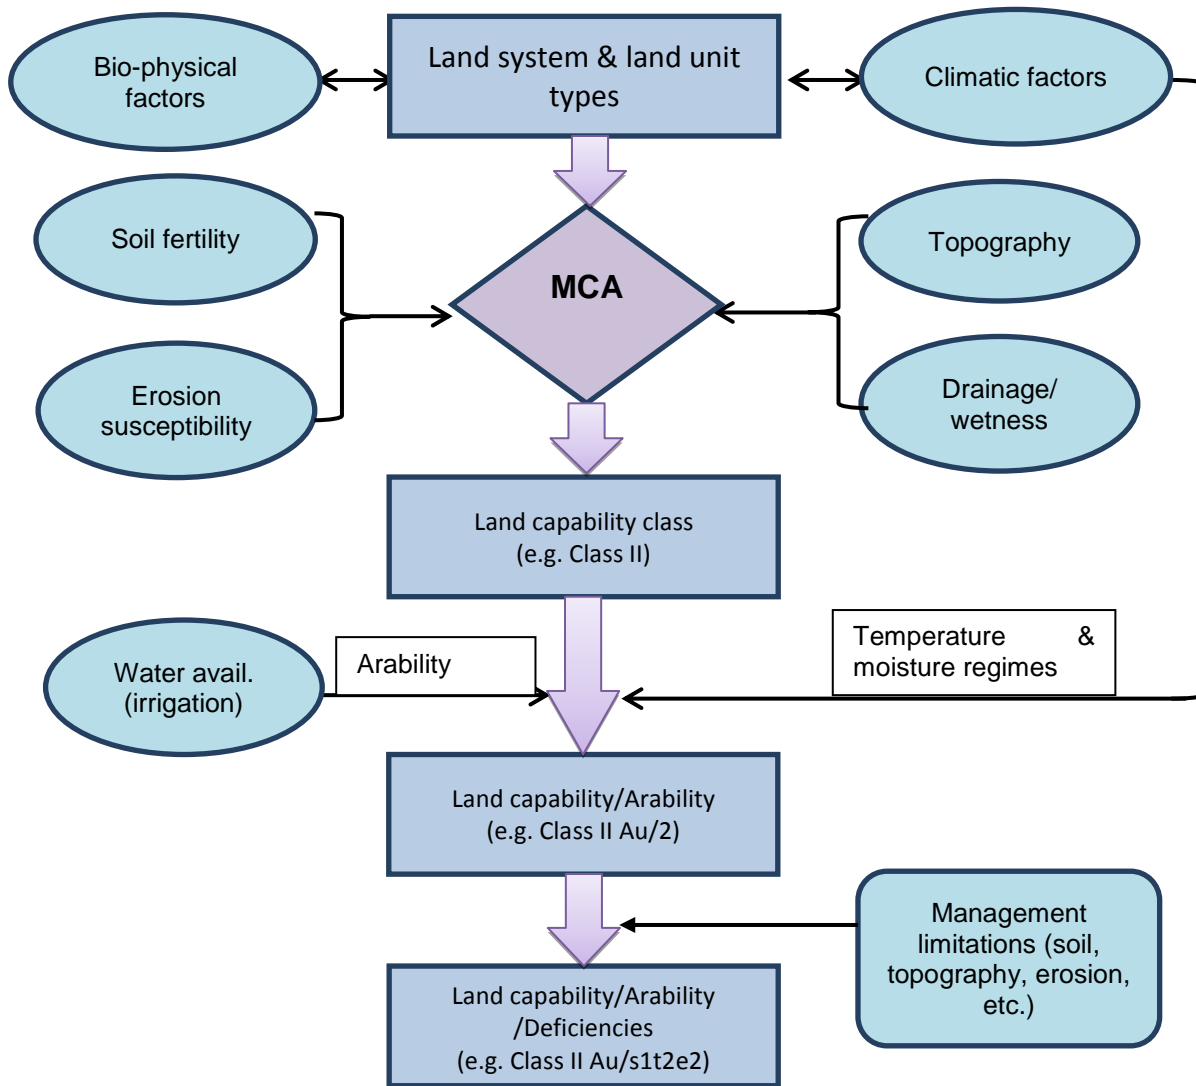 Bio-physical
factors
Land system & land unit
types
Climatic factors
Soil fertility
MCA
Topography
Erosion
susceptibility
Drainage/
wetness
Land capability class
(e.g. Class II)
Water avail.
(irrigation)
Arability
Temperature &
moisture regimes
Land capability/Arability
(e.g. Class II Au/2)
Management
limitations (soil,
topography, erosion,
etc.)
Land capability/Arability
/Deficiencies
(e.g. Class II Au/s1t2e2)